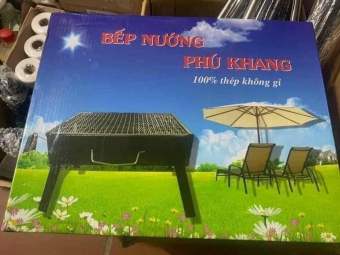 BẾP NƯỚNG
PHÚ KHANG
100% thép không gỉ